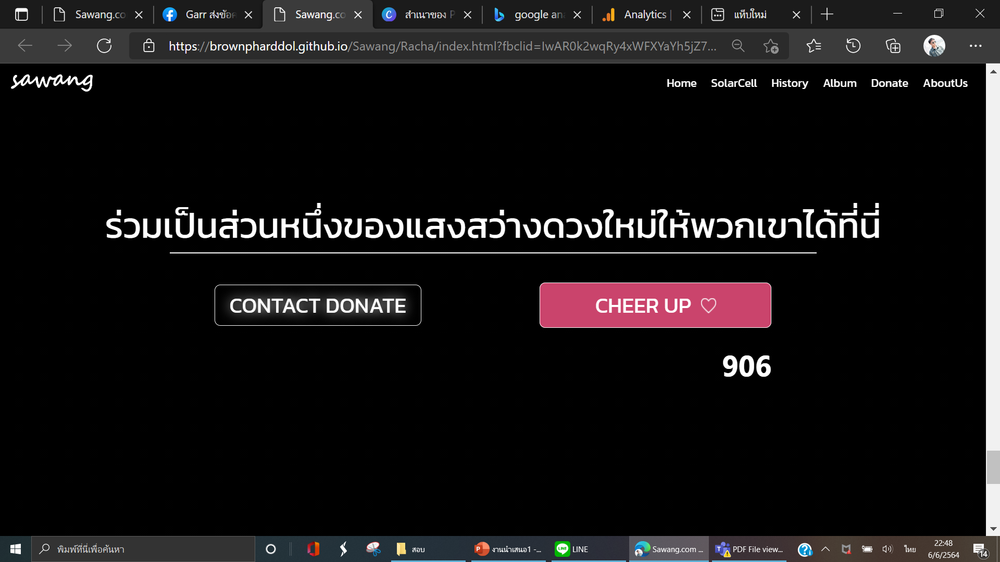 Sawang.co
Garr ส่งข้อค
Sawang.co
สำเนาของ P
google ana
Analytics |
แท็บใหม่
https://brownpharddol.github.io/Sawang/Racha/index.html?fbclid=IwAR0k2wqRy4xWFXYaYh5jZ7...
sawang
Home SolarCell History Album Donate AboutUs
ร่วมเป็นส่วนหนึ่งของแสงสว่างดวงใหม่ให้พวกเขาได้ที่นี่
CONTACT DONATE
CHEER UP ♡
906
พิมพ์ที่นี่เพื่อค้นหา
สอบ
งานนำเสนอ1 -...
LINE
Sawang.com ...
PDF File view...
ไทย
22:48
6/6/2564
14